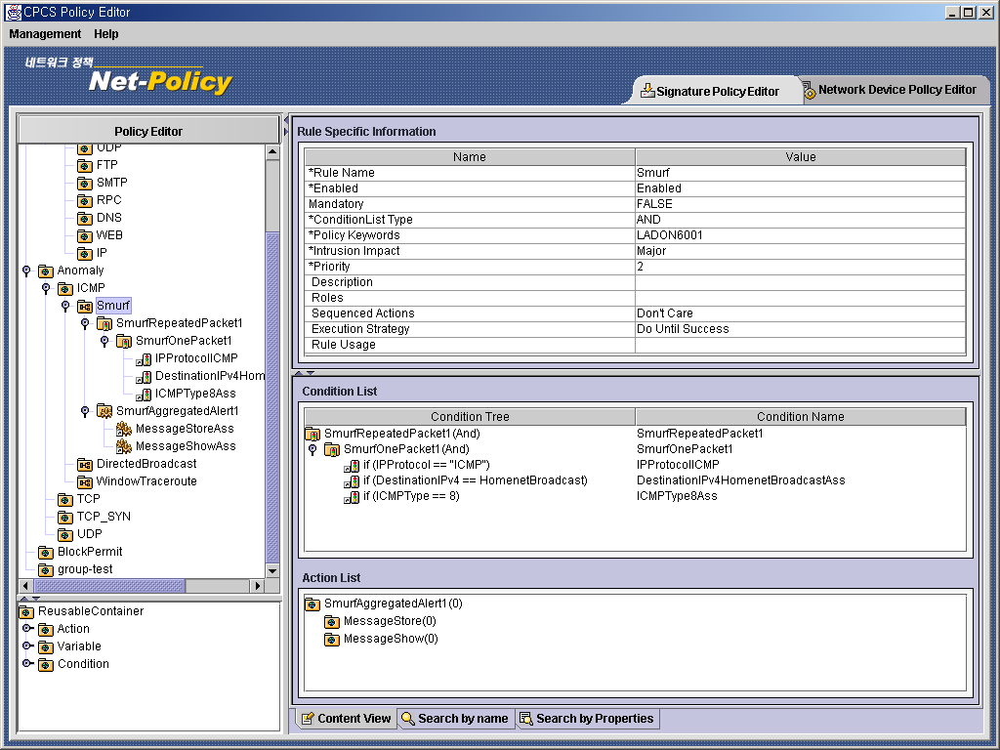 CPCS Policy Editor
Management Help
네트워크 정책
Net-Policy
Signature Policy Editor
Network Device Policy Editor
Policy Editor
UDP
FTP
SMTP
RPC
DNS
WEB
IP
Anomaly
ICMP
Smurf
SmurfRepeatedPacket1
SmurfOnePacket1
IPProtocolICMP
DestinationIPv4Hom
ICMPType8Ass
SmurfAggregatedAlert1
MessageStoreAss
MessageShowAss
DirectedBroadcast
WindowTraceroute
TCP
TCP_SYN
UDP
BlockPermit
group-test
ReusableContainer
Action
Variable
Condition
Rule Specific Information
Name Value
*Rule Name Smurf
*Enabled Enabled
Mandatory FALSE
*ConditionList Type AND
*Policy Keywords LADON6001
*Intrusion Impact Major
*Priority 2
Description
Roles
Sequenced Actions Don't Care
Execution Strategy Do Until Success
Rule Usage
Condition List
Condition Tree Condition Name
SmurfRepeatedPacket1(And) SmurfRepeatedPacket1
SmurfOnePacket1(And) SmurfOnePacket1
if (IPProtocol == "ICMP") IPProtocolICMP
if (DestinationIPv4 == HomenetBroadcast) DestinationIPv4HomenetBroadcastAss
if (ICMPType == 8) ICMPType8Ass
Action List
SmurfAggregatedAlert1(0)
MessageStore(0)
MessageShow(0)
Content View Search by name Search by Properties